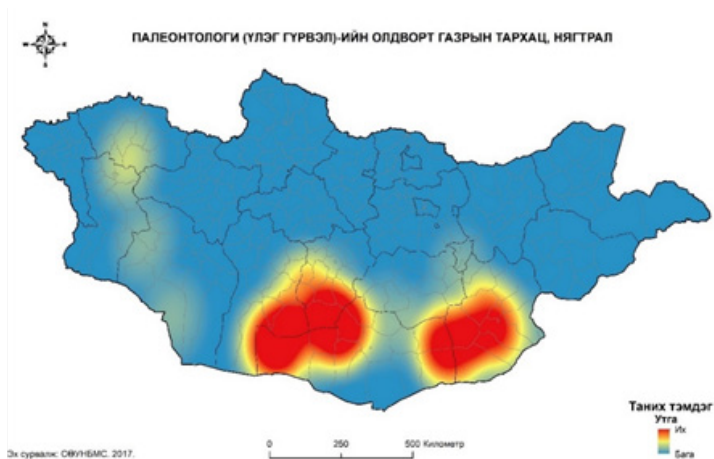 ПАЛЕОНТОЛОГИ (ҮЛЭГ ГҮРВЭЛ)-ИЙН ОЛДВОРТ ГАЗРЫН ТАРХАЦ, НЯГТРАЛ
N
W E
S
Таних тэмдэг
Утга
Их
Бага
0 250 500 Километр
Эх сурвалж: СӨҮНБМС. 2017.